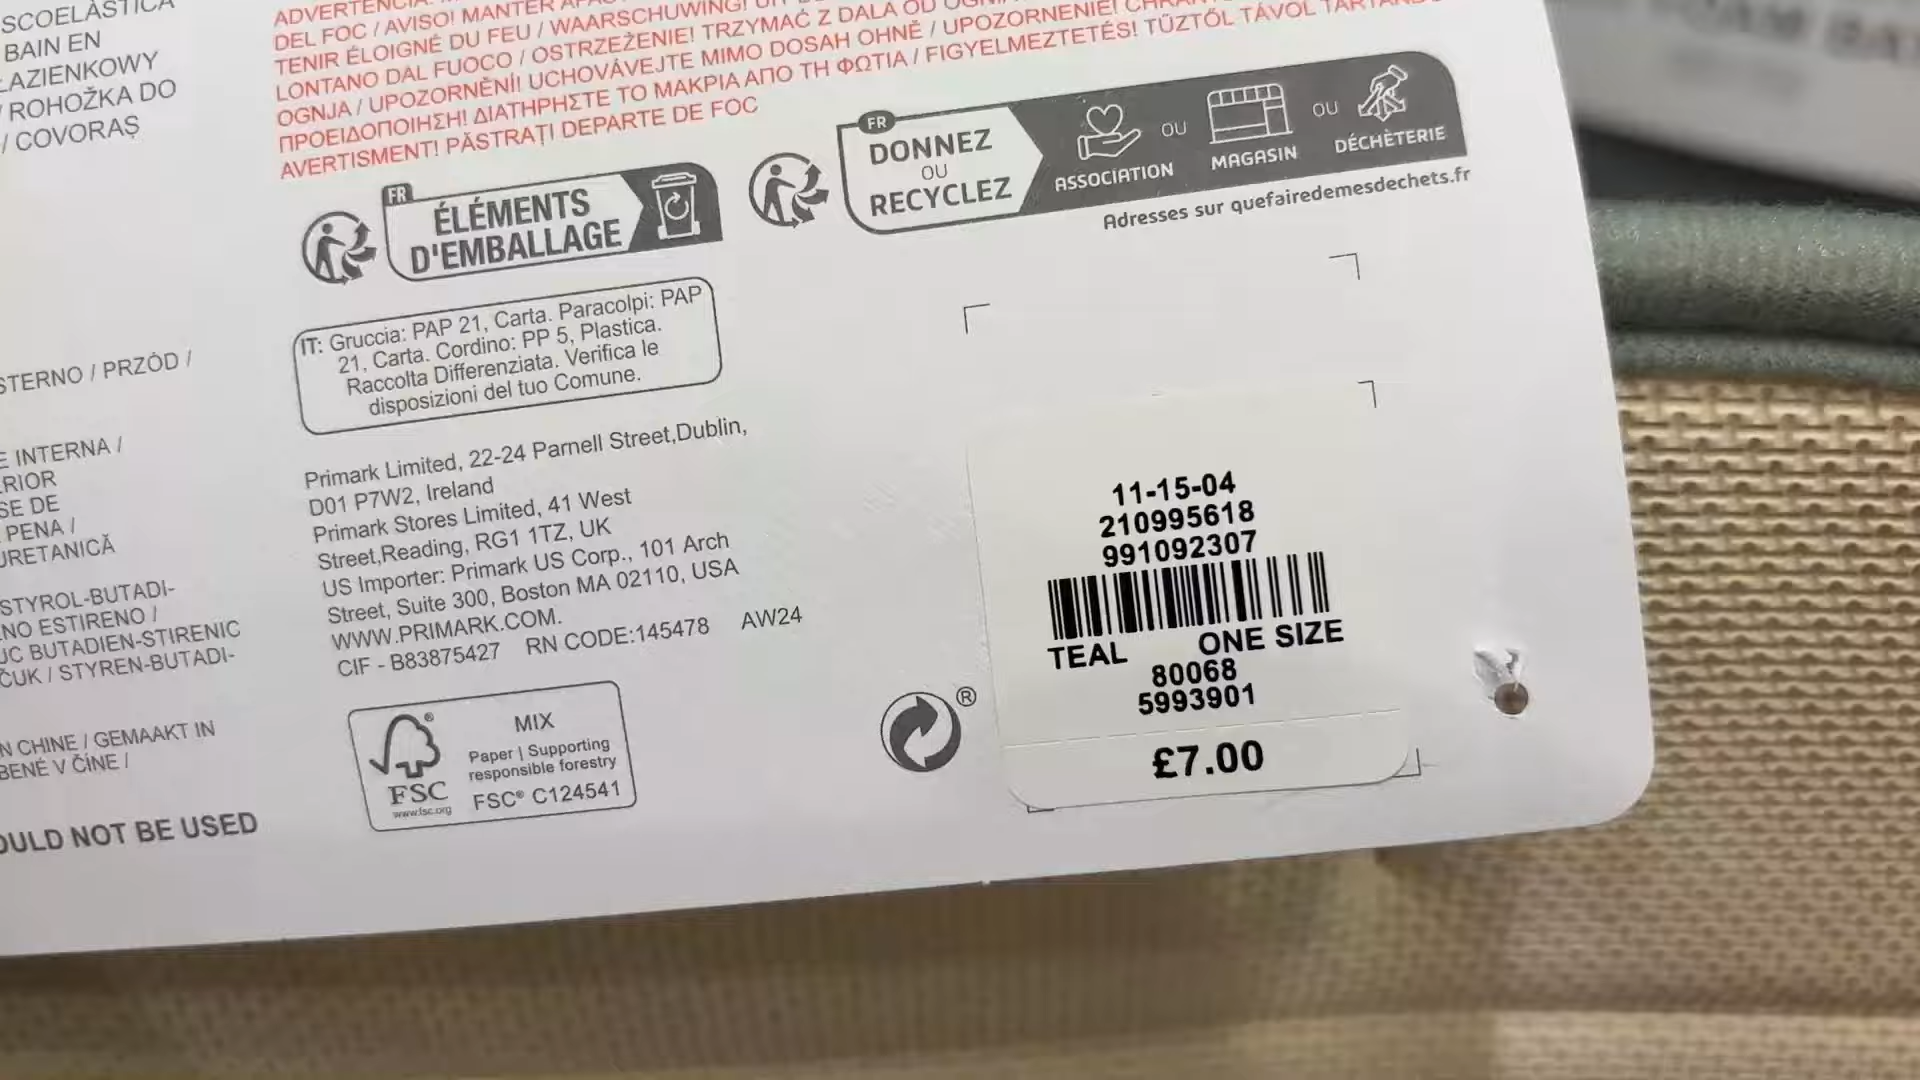 SCOELÁSTICA
BAIN EN
ŁAZIENKOWY
/ ROHOŽKA DO
/ COVORAȘ
STERNO / PRZÓD /
E INTERNA /
RIOR
SE DE
PENA /
URETANICĂ
STYROL-BUTADI-
NO ESTIRENO /
UC BUTADIEN-STIRENIC
ČUK / STYREN-BUTADI-
N CHINE / GEMAAKT IN
BENÉ V ČÍNE /
OULD NOT BE USED
ADVERTENCIA!
DEL FOC / AVISO! MANTER
TENIR ÉLOIGNÉ DU FEU / WAARSCHUWING! UIT
LONTANO DAL FUOCO / OSTRZEŻENIE! TRZYMAĆ Z DALA OD
OGNJA / UPOZORNĚNÍ! UCHOVÁVEJTE MIMO DOSAH OHNĚ / UPOZORNENIE!
ΠΡΟΕΙΔΟΠΟΙΗΣΗ! ΔΙΑΤΗΡΗΣΤΕ ΤΟ ΜΑΚΡΙΑ ΑΠΟ ΤΗ ΦΩΤΙΑ / FIGYELMEZTETÉS! TŰZTŐL TÁVOL
AVERTISMENT! PĂSTRAȚI DEPARTE DE FOC
FR
ÉLÉMENTS
D'EMBALLAGE
FR
DONNEZ
OU
RECYCLEZ
ASSOCIATION
OU
MAGASIN
OU
DÉCHÈTERIE
Adresses sur quefairedemesdechets.fr
IT: Gruccia: PAP 21, Carta. Paracolpi: PAP
21, Carta. Cordino: PP 5, Plastica.
Raccolta Differenziata. Verifica le
disposizioni del tuo Comune.
Primark Limited, 22-24 Parnell Street,Dublin,
D01 P7W2, Ireland
Primark Stores Limited, 41 West
Street,Reading, RG1 1TZ, UK
US Importer: Primark US Corp., 101 Arch
Street, Suite 300, Boston MA 02110, USA
WWW.PRIMARK.COM.
CIF - B83875427 RN CODE:145478 AW24
FSC
®
www.fsc.org
MIX
Paper | Supporting
responsible forestry
FSC® C124541
®
11-15-04
210995618
991092307
TEAL ONE SIZE
80068
5993901
£7.00